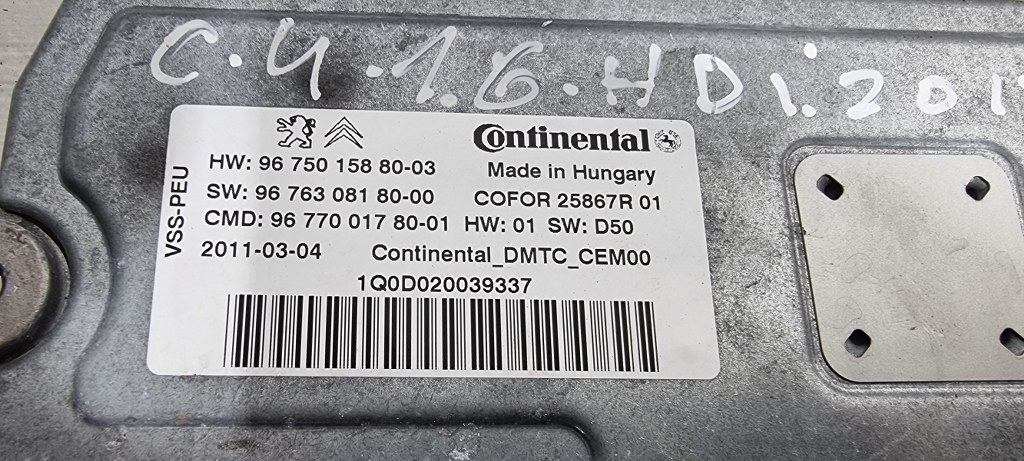 C.4.1.6.HDi.201
Continental
HW: 96 750 158 80-03 Made in Hungary
SW: 96 763 081 80-00 COFOR 25867R 01
CMD: 96 770 017 80-01 HW: 01 SW: D50
2011-03-04 Continental_DMTC_CEM00
1Q0D020039337
VSS-PEU